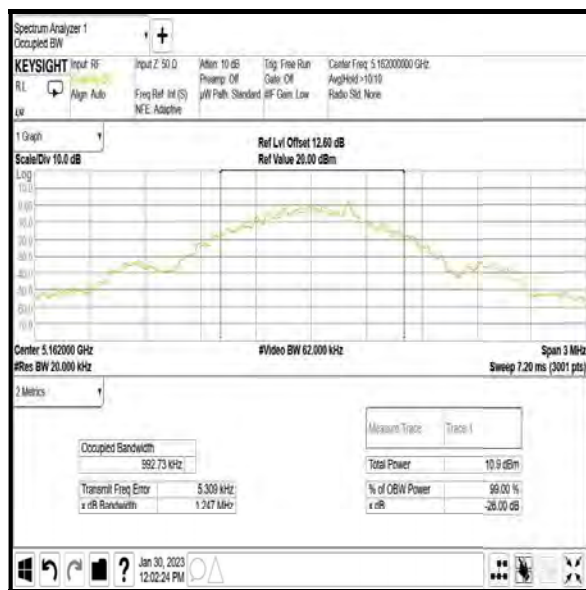 Spectrum Analyzer 1
Occupied BW
KEYSIGHT Input: RF Input Z: 50 Ω Atten: 10 dB Trig: Free Run Center Freq: 5.162000000 GHz
Preamp: Off Gate: Off Avg|Hold:>10/10
Align: Auto Freq Ref: Int (S) µW Path: Standard #IF Gain: Low Radio Std: None
NFE: Adaptive
1 Graph
Ref Lvl Offset 12.60 dB
Scale/Div 10.0 dB Ref Value 20.00 dBm
Log
10.0
0.00
Center 5.162000 GHz #Video BW 62.000 kHz Span 3 MHz
#Res BW 20.000 kHz Sweep 7.20 ms (3001 pts)
2 Metrics
Measure Trace Trace 1
Occupied Bandwidth
992.73 kHz
Total Power 10.9 dBm
Transmit Freq Error 5.309 kHz % of OBW Power 99.00 %
x dB Bandwidth 1.247 MHz x dB -26.00 dB
Jan 30, 2023
12:02:24 PM